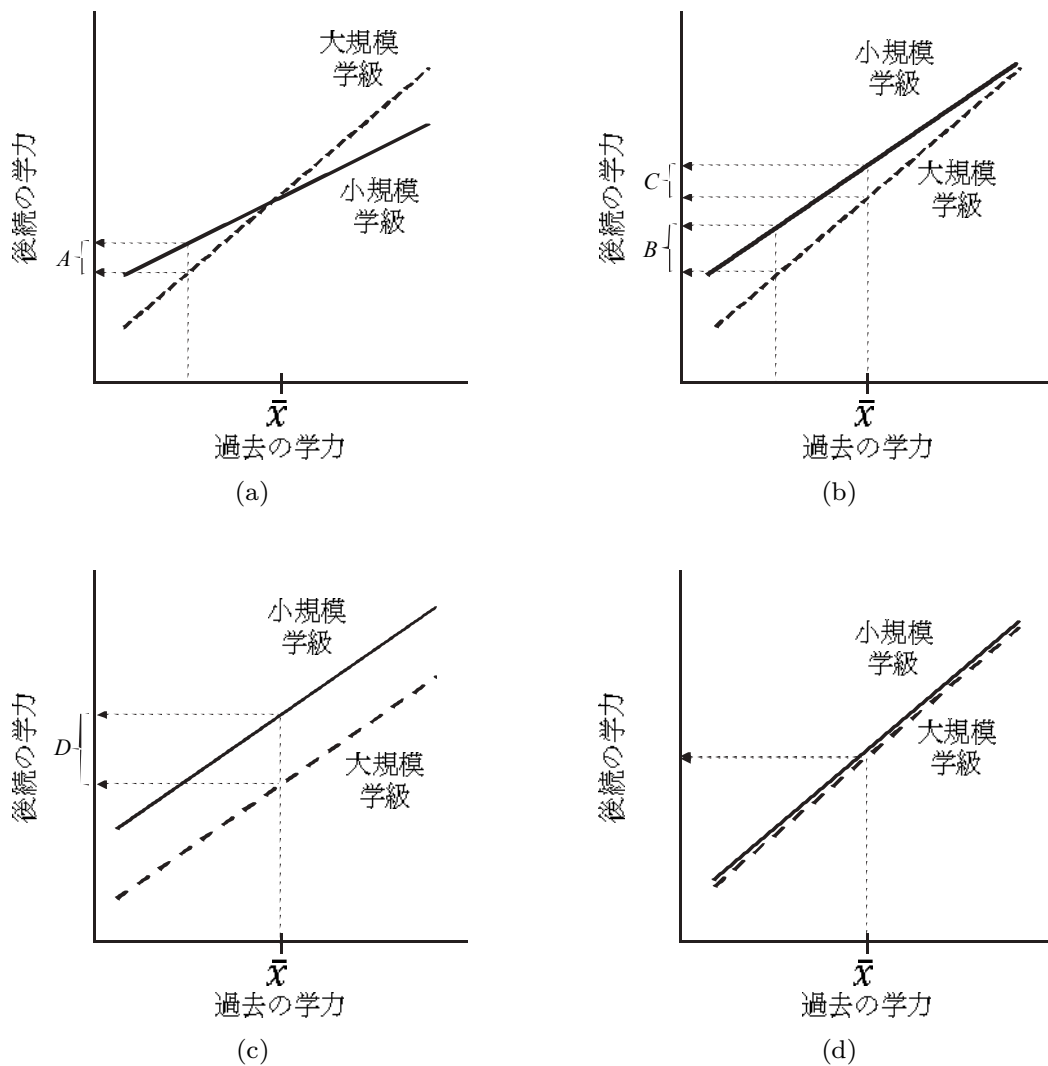 大規模
学級
小規模
学級
A
後続の学力
x̄
過去の学力
(a)
小規模
学級
大規模
学級
C
B
後続の学力
x̄
過去の学力
(b)
小規模
学級
大規模
学級
D
後続の学力
x̄
過去の学力
(c)
小規模
学級
大規模
学級
後続の学力
x̄
過去の学力
(d)